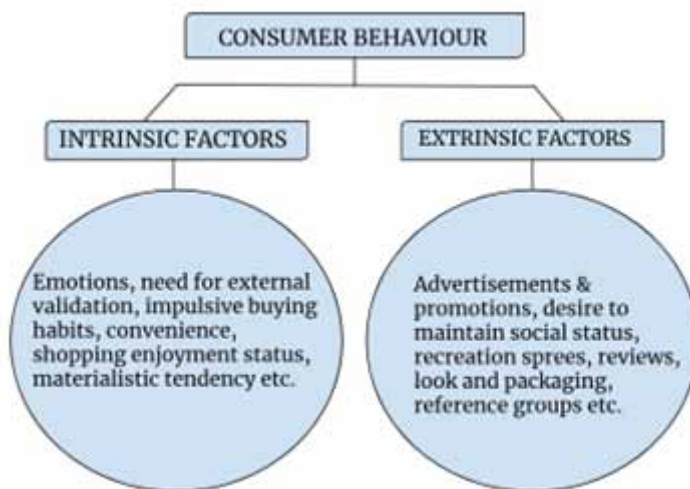 CONSUMER BEHAVIOUR
INTRINSIC FACTORS
EXTRINSIC FACTORS
Emotions, need for external
validation, impulsive buying
habits, convenience,
shopping enjoyment status,
materialistic tendency etc.
Advertisements &
promotions, desire to
maintain social status,
recreation sprees, reviews,
look and packaging,
reference groups etc.